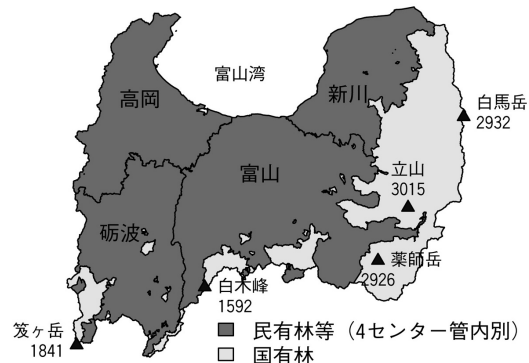 富山湾
高岡
新川
白馬岳
2932
富山
立山
3015
砺波
薬師岳
2926
白木峰
1592
笈ヶ岳
1841
民有林等（4センター管内別）
国有林